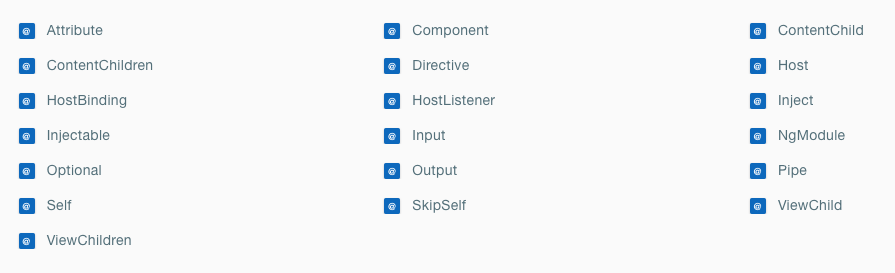 @ Attribute @ Component @ ContentChild
@ ContentChildren @ Directive @ Host
@ HostBinding @ HostListener @ Inject
@ Injectable @ Input @ NgModule
@ Optional @ Output @ Pipe
@ Self @ SkipSelf @ ViewChild
@ ViewChildren